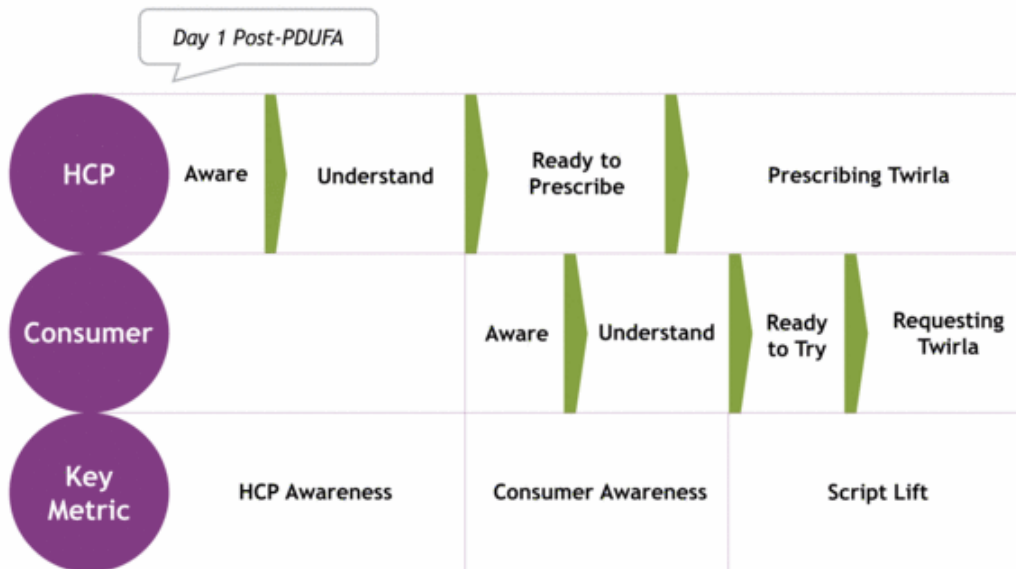 Day 1 Post-PDUFA
HCP
Aware
Understand
Ready to
Prescribe
Prescribing Twirla
Consumer
Aware
Understand
Ready
to Try
Requesting
Twirla
Key
Metric
HCP Awareness
Consumer Awareness
Script Lift